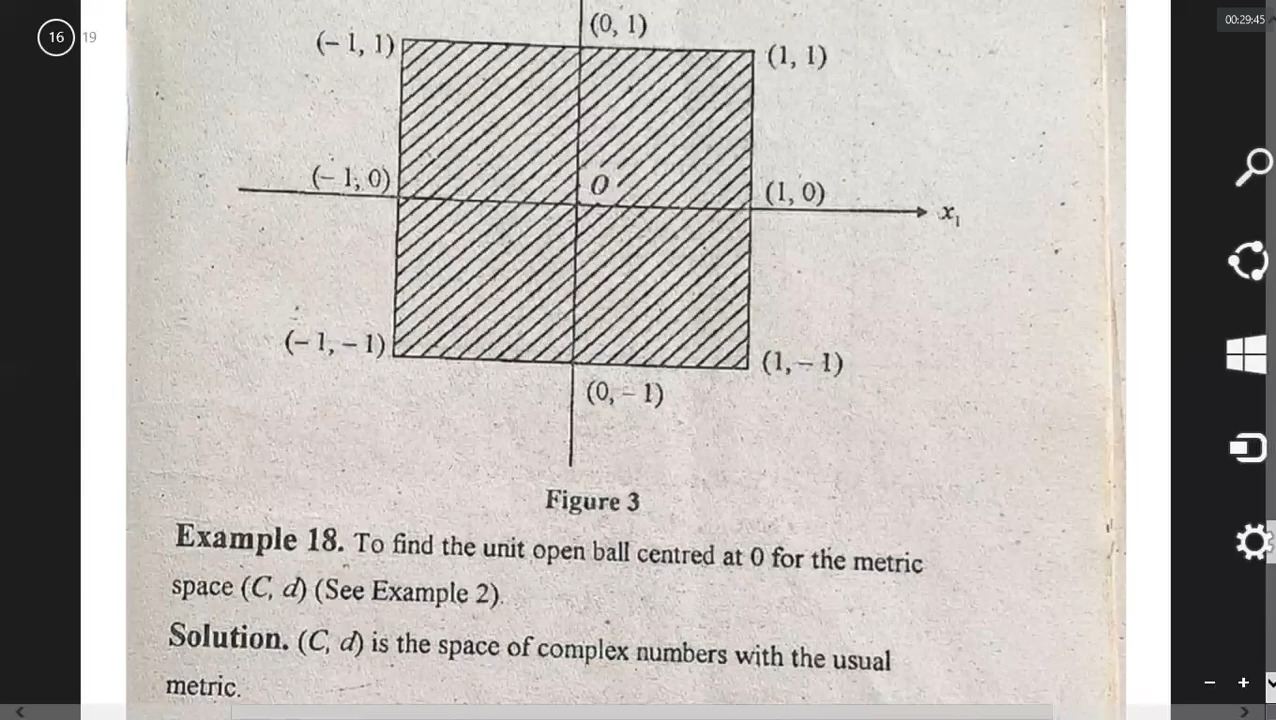 16 19
00:29:45
(0, 1)
(– 1, 1)
(1, 1)
(– 1, 0)
O
(1, 0)
x₁
(– 1, – 1)
(1, – 1)
(0, – 1)
Figure 3
Example 18. To find the unit open ball centred at 0 for the metric
space (C, d) (See Example 2).
Solution. (C, d) is the space of complex numbers with the usual
metric.